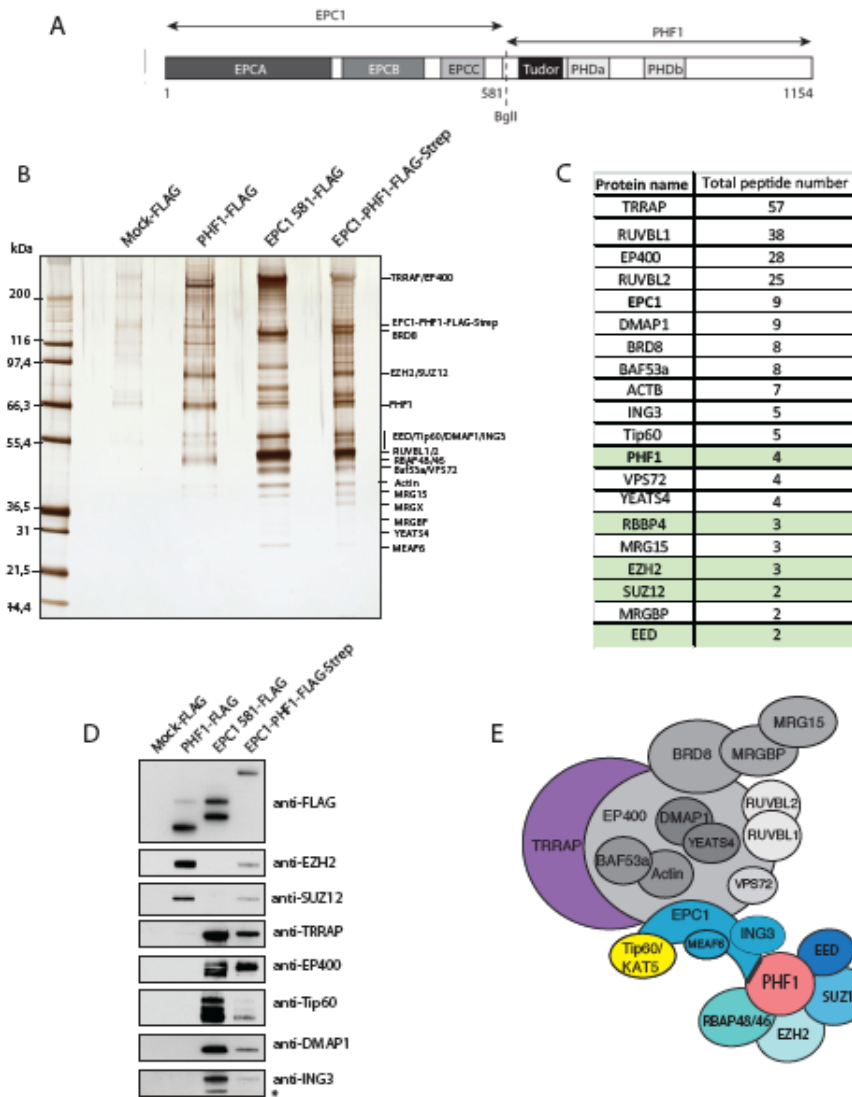 A
EPC1
PHF1
EPCA
EPCB
EPCC
Tudor
PHDa
PHDb
1
581
1154
BglI
B
Mock-FLAG
PHF1-FLAG
EPC1 581-FLAG
EPC1-PHF1-FLAG-Strep
kDa
200
116
97,4
66,3
55,4
36,5
31
21,5
14,4
TRRAP/EP400
EPC1-PHF1-FLAG-Strep
BRD8
EZH2/SUZ12
PHF1
EED/Tip60/DMAP1/ING3
RUVBL1/2
RBAP48/46
Baf53a/VPS72
Actin
MRG15
MRGX
MRGBP
YEATS4
MEAF6
C
Protein name Total peptide number
TRRAP 57
RUVBL1 38
EP400 28
RUVBL2 25
EPC1 9
DMAP1 9
BRD8 8
BAF53a 8
ACTB 7
ING3 5
Tip60 5
PHF1 4
VPS72 4
YEATS4 4
RBBP4 3
MRG15 3
EZH2 3
SUZ12 2
MRGBP 2
EED 2
D
Mock-FLAG
PHF1-FLAG
EPC1 581-FLAG
EPC1-PHF1-FLAG-Strep
anti-FLAG
anti-EZH2
anti-SUZ12
anti-TRRAP
anti-EP400
anti-Tip60
anti-DMAP1
anti-ING3
*
E
MRG15
BRD8
MRGBP
EP400
DMAP1
RUVBL2
RUVBL1
YEATS4
TRRAP
BAF53a
Actin
VPS72
EPC1
ING3
MEAF6
Tip60/
KAT5
EED
PHF1
SUZ1
RBAP48/46/
EZH2